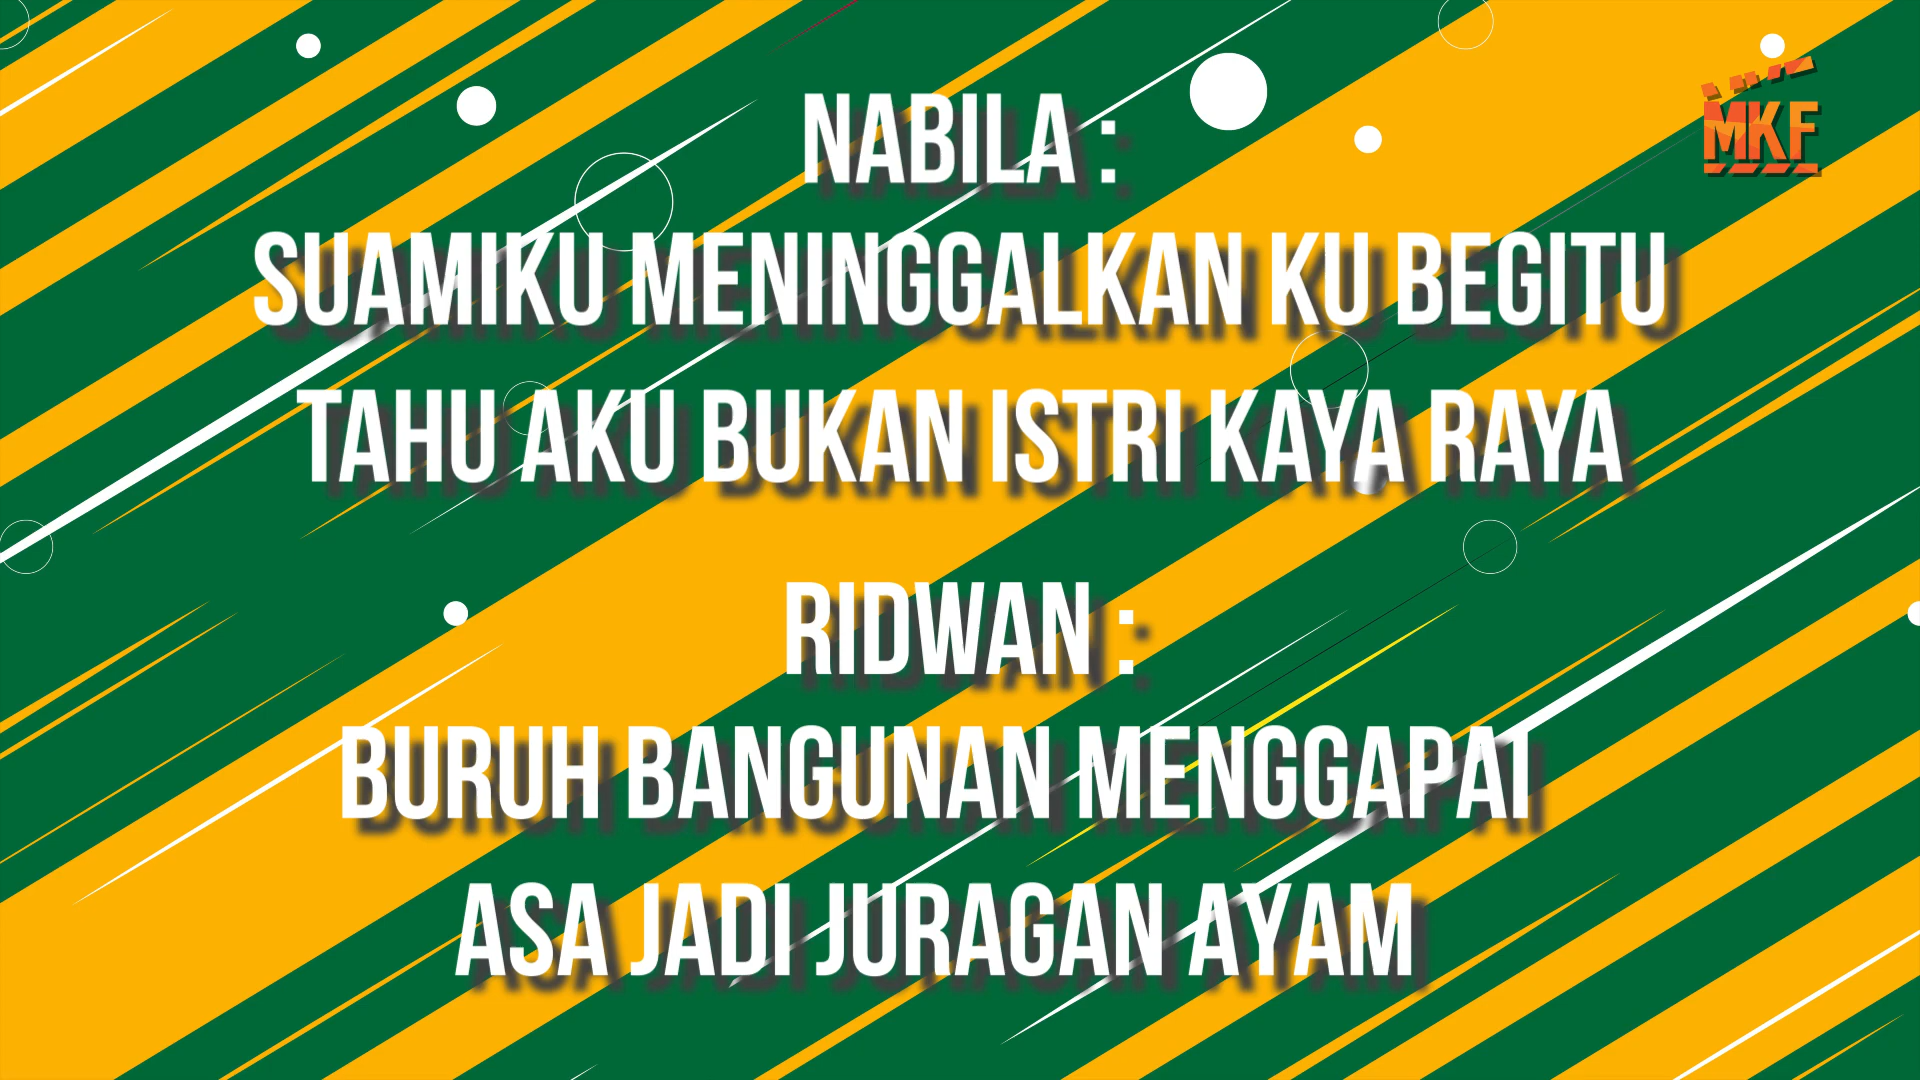 MKF
NABILA :
SUAMIKU MENINGGALKAN KU BEGITU
TAHU AKU BUKAN ISTRI KAYA RAYA
RIDWAN :
BURUH BANGUNAN MENGGAPAI
ASA JADI JURAGAN AYAM